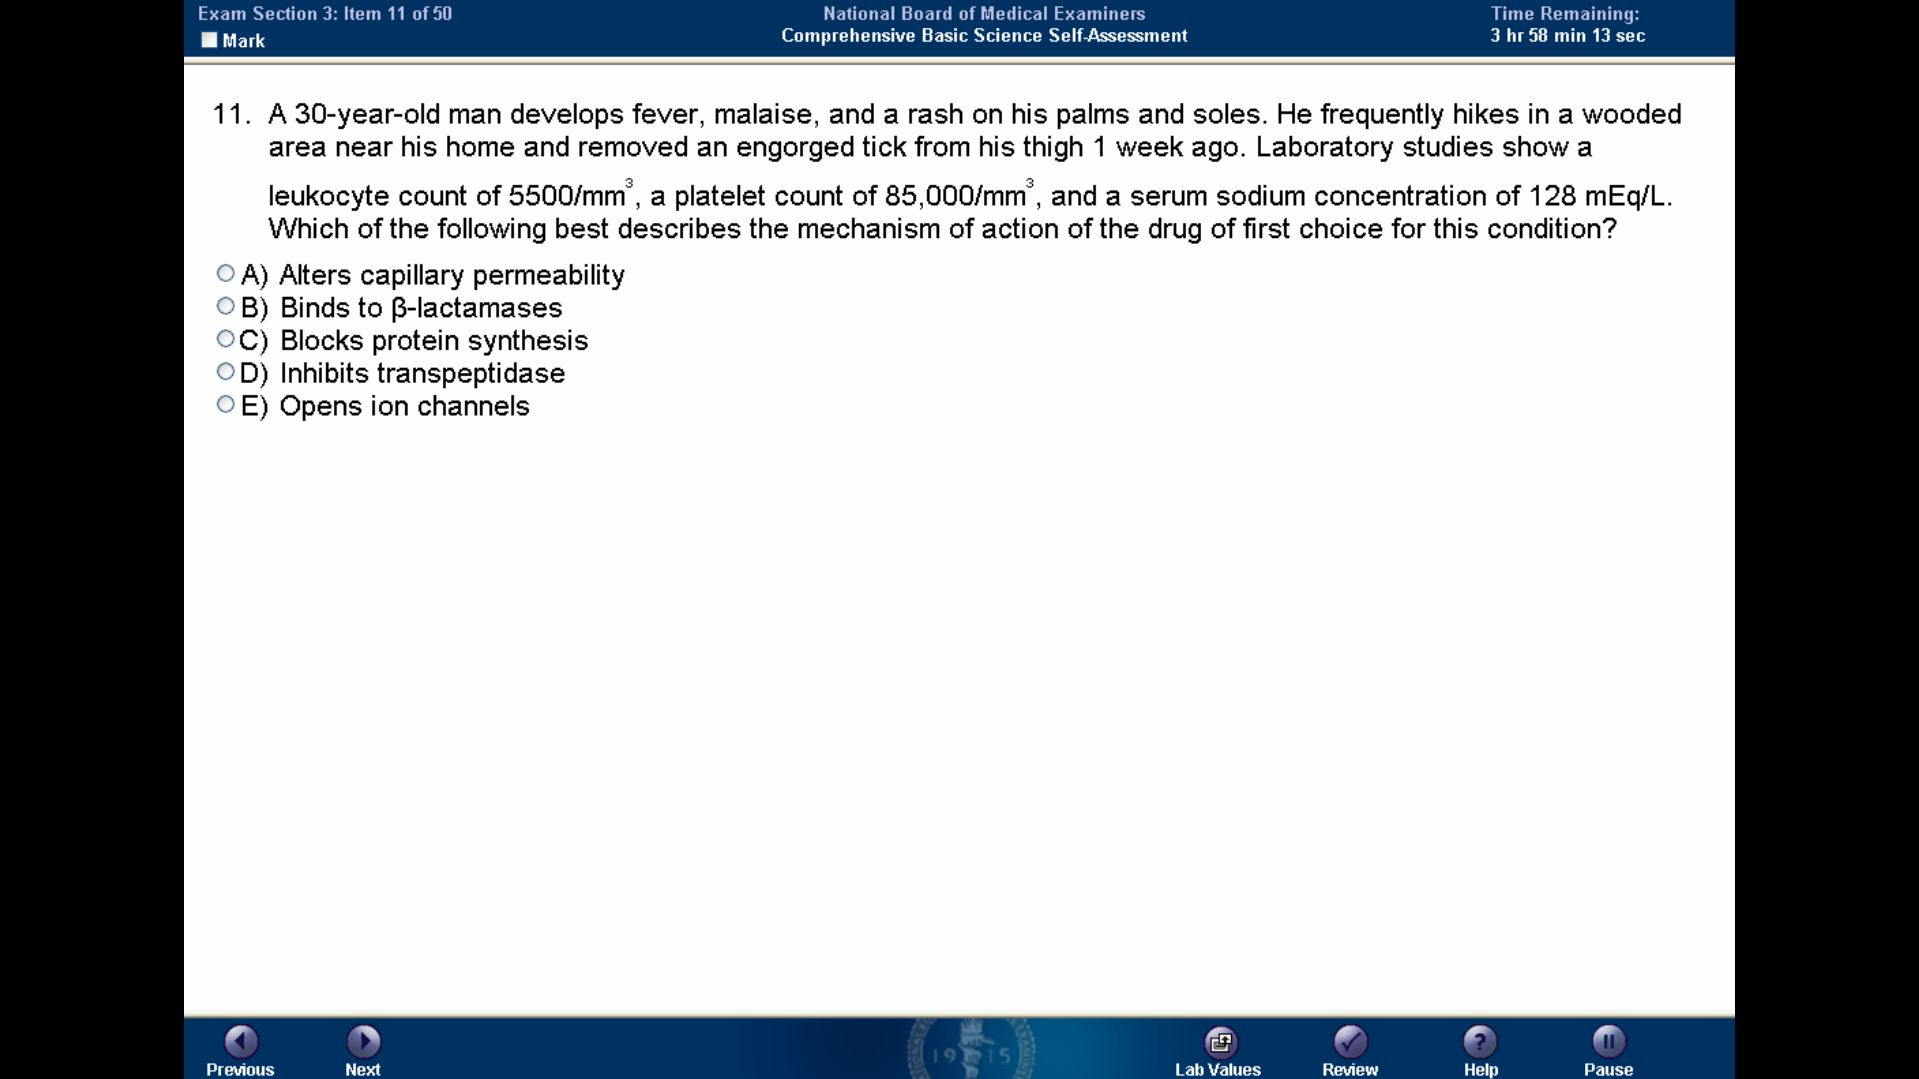 Exam Section 3: Item 11 of 50
National Board of Medical Examiners
Time Remaining:
Mark
Comprehensive Basic Science Self-Assessment
3 hr 58 min 13 sec
11. A 30-year-old man develops fever, malaise, and a rash on his palms and soles. He frequently hikes in a wooded
area near his home and removed an engorged tick from his thigh 1 week ago. Laboratory studies show a
leukocyte count of 5500/mm³, a platelet count of 85,000/mm³, and a serum sodium concentration of 128 mEq/L.
Which of the following best describes the mechanism of action of the drug of first choice for this condition?
A) Alters capillary permeability
B) Binds to β-lactamases
C) Blocks protein synthesis
D) Inhibits transpeptidase
E) Opens ion channels
19 15
Previous
Next
Lab Values
Review
Help
Pause